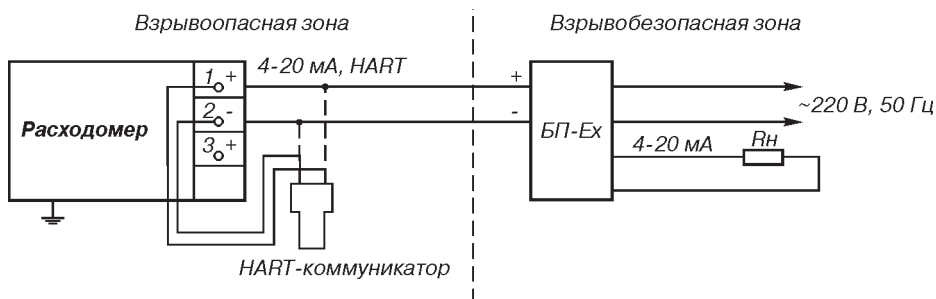 Взрывоопасная зона
Взрывобезопасная зона
1 +
4-20 мА, HART
+
~220 В, 50 Гц
Расходомер
2 -
-
БП-Ех
3 +
4-20 мА
Rн
HART-коммуникатор